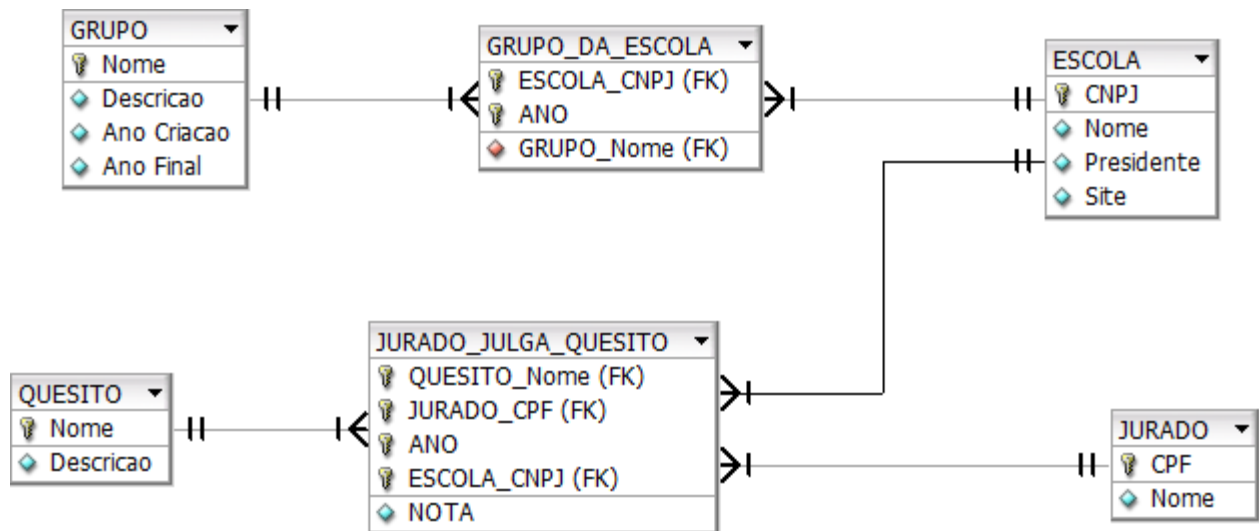 GRUPO
Nome
Descricao
Ano Criacao
Ano Final
GRUPO_DA_ESCOLA
ESCOLA_CNPJ (FK)
ANO
GRUPO_Nome (FK)
ESCOLA
CNPJ
Nome
Presidente
Site
QUESITO
Nome
Descricao
JURADO_JULGA_QUESITO
QUESITO_Nome (FK)
JURADO_CPF (FK)
ANO
ESCOLA_CNPJ (FK)
NOTA
JURADO
CPF
Nome